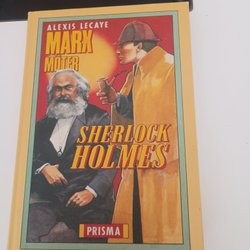 ALEXIS LECAYE
MARX
MÖTER
SHERLOCK
HOLMES
PRISMA